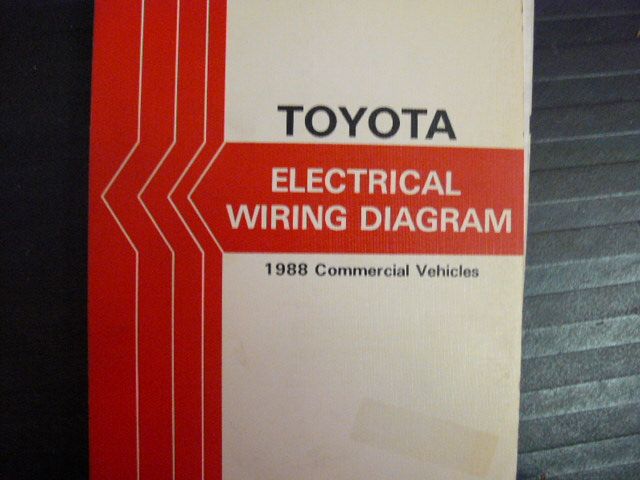 TOYOTA
ELECTRICAL
WIRING DIAGRAM
1988 Commercial Vehicles